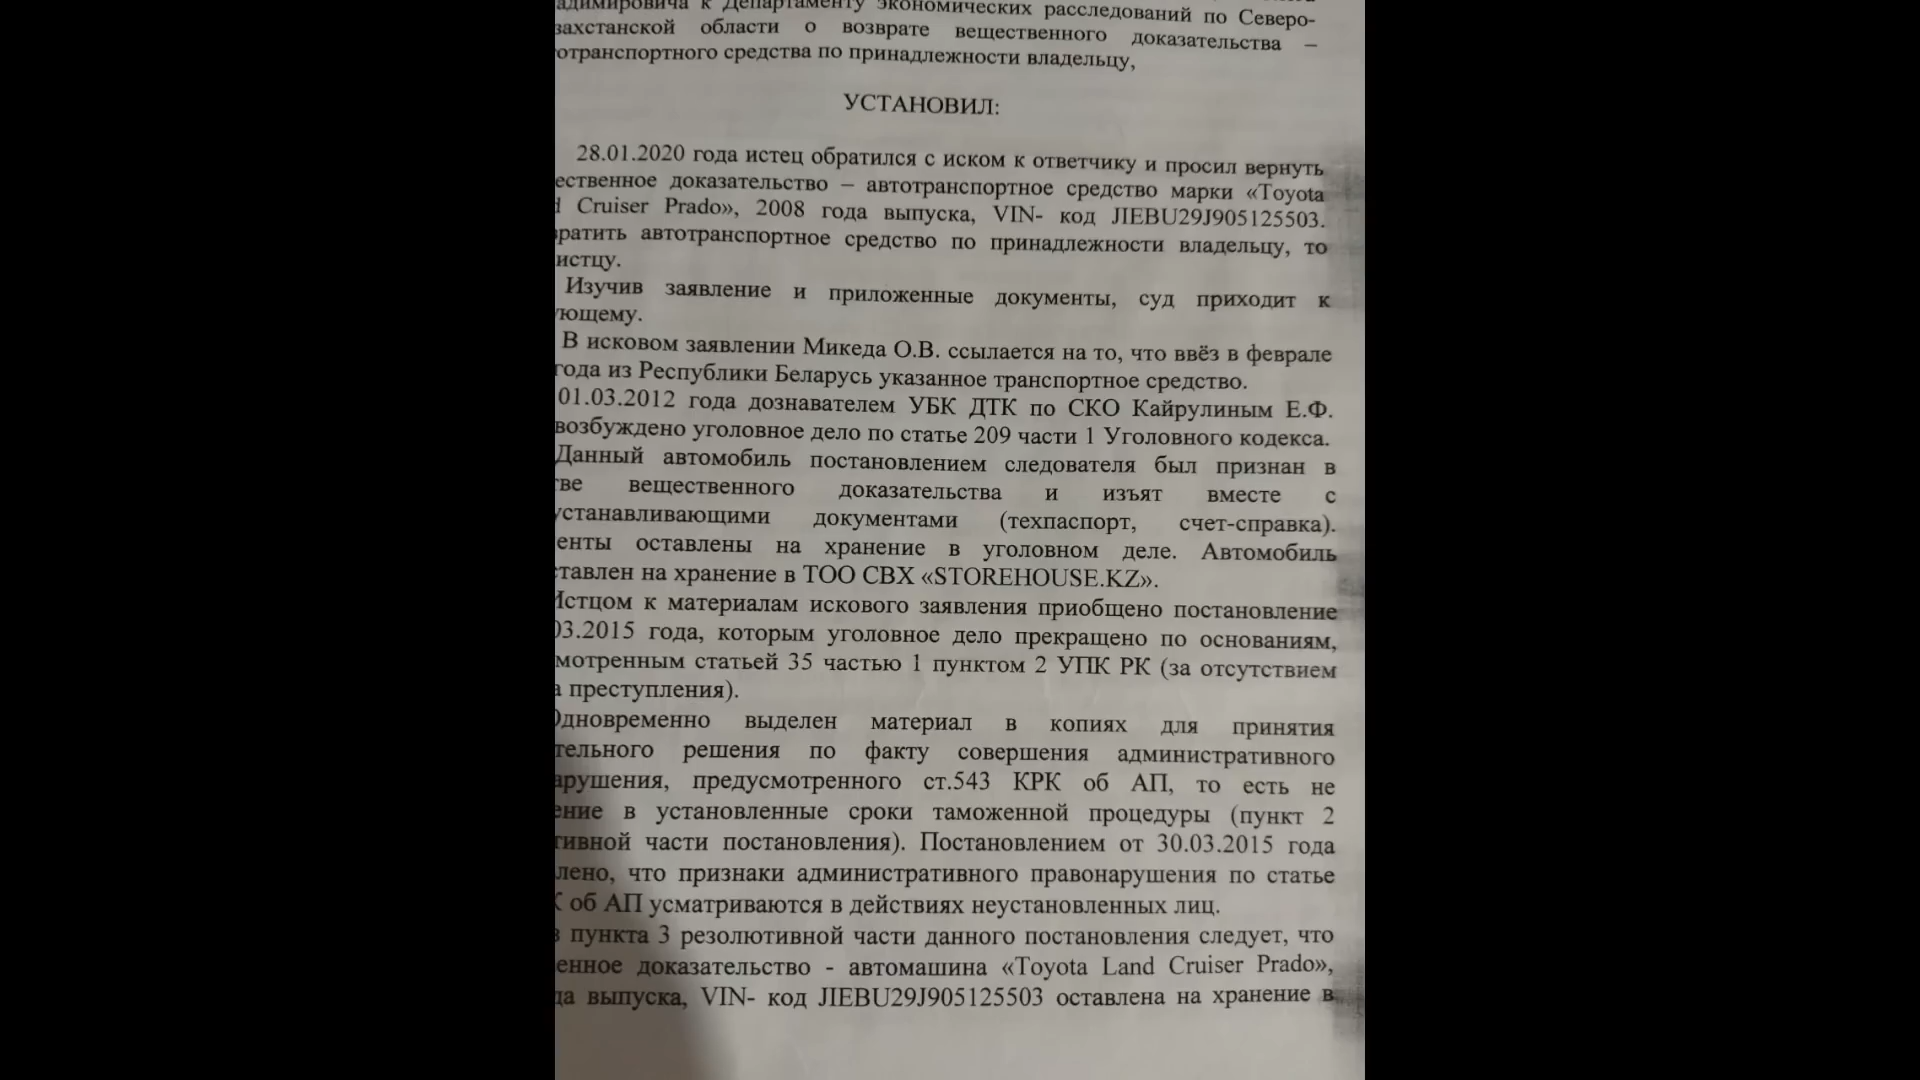 адимировича к Департаменту экономических расследований по Северо-
захстанской области о возврате вещественного доказательства –
отранспортного средства по принадлежности владельцу,
УСТАНОВИЛ:
28.01.2020 года истец обратился с иском к ответчику и просил вернуть
ественное доказательство – автотранспортное средство марки «Toyota
d Cruiser Prado», 2008 года выпуска, VIN- код JIEBU29J905125503.
вратить автотранспортное средство по принадлежности владельцу, то
истцу.
Изучив заявление и приложенные документы, суд приходит к
ующему.
В исковом заявлении Микеда О.В. ссылается на то, что ввёз в феврале
года из Республики Беларусь указанное транспортное средство.
01.03.2012 года дознавателем УБК ДТК по СКО Кайрулиным Е.Ф.
возбуждено уголовное дело по статье 209 части 1 Уголовного кодекса.
Данный автомобиль постановлением следователя был признан в
тве вещественного доказательства и изъят вместе с
устанавливающими документами (техпаспорт, счет-справка).
енты оставлены на хранение в уголовном деле. Автомобиль
ставлен на хранение в ТОО СВХ «STOREHOUSE.KZ».
Истцом к материалам искового заявления приобщено постановление
03.2015 года, которым уголовное дело прекращено по основаниям,
мотренным статьей 35 частью 1 пунктом 2 УПК РК (за отсутствием
а преступления).
Одновременно выделен материал в копиях для принятия
тельного решения по факту совершения административного
арушения, предусмотренного ст.543 КРК об АП, то есть не
ение в установленные сроки таможенной процедуры (пункт 2
тивной части постановления). Постановлением от 30.03.2015 года
лено, что признаки административного правонарушения по статье
К об АП усматриваются в действиях неустановленных лиц.
з пункта 3 резолютивной части данного постановления следует, что
енное доказательство - автомашина «Toyota Land Cruiser Prado»,
да выпуска, VIN- код JIEBU29J905125503 оставлена на хранение в